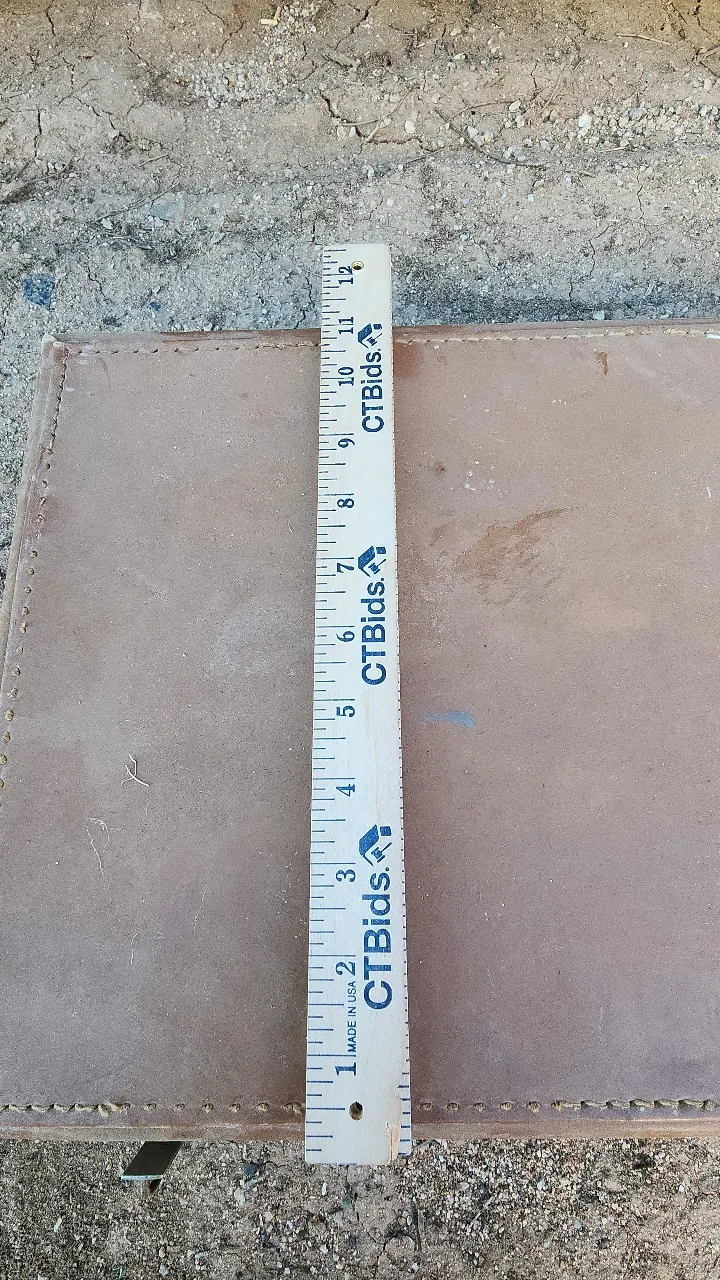 1 MADE IN USA 2 3 4 5 6 7 8 9 10 11 12
CTBids. CTBids. CTBids.